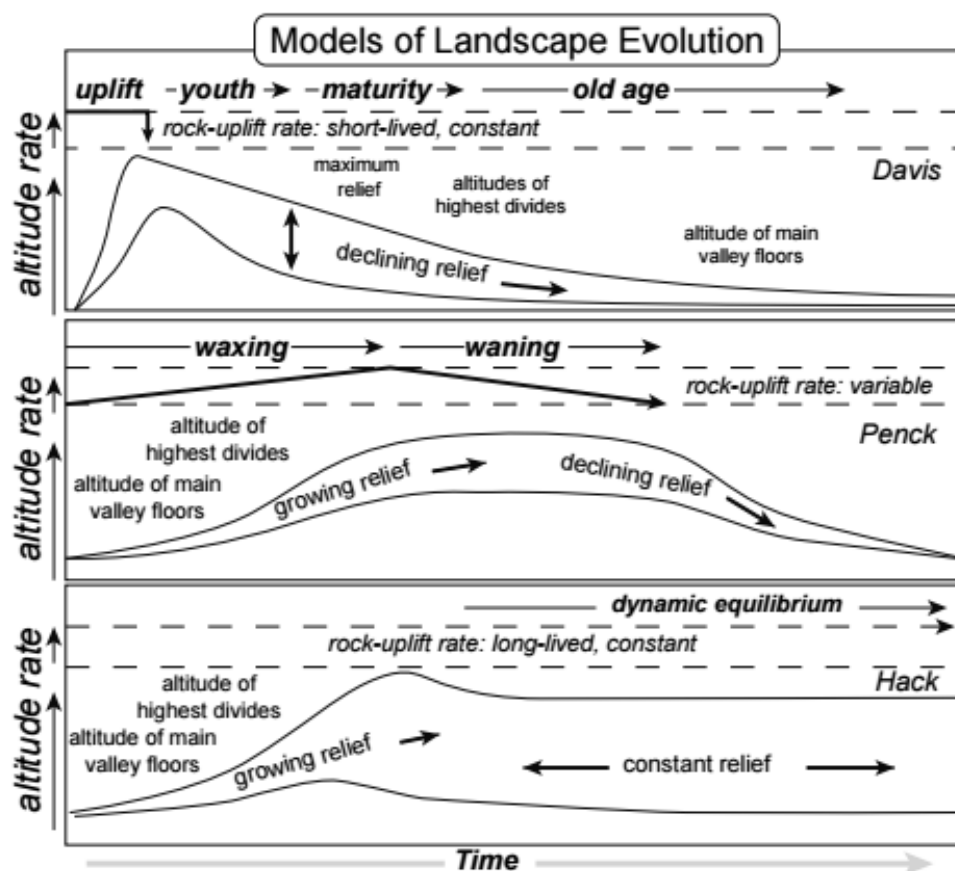 Models of Landscape Evolution
uplift youth maturity old age
rock-uplift rate: short-lived, constant
Davis
maximum
relief
altitudes of
highest divides
altitude of main
valley floors
declining relief
altitude rate
waxing waning
rock-uplift rate: variable
Penck
altitude of
highest divides
altitude of main
valley floors
growing relief
declining relief
altitude rate
dynamic equilibrium
rock-uplift rate: long-lived, constant
Hack
altitude of
highest divides
altitude of main
valley floors
growing relief
constant relief
altitude rate
Time